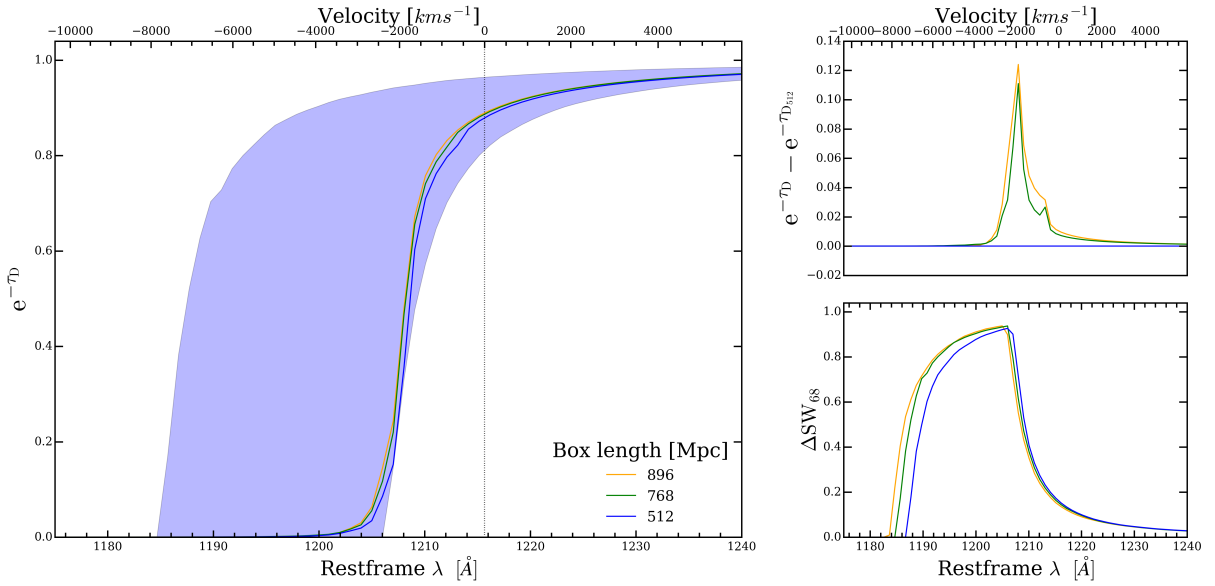 Velocity [kms⁻¹]
−10000 −8000 −6000 −4000 −2000 0 2000 4000
1.0
0.8
0.6
0.4
0.2
0.0
e^{−τ_D}
Box length [Mpc]
896
768
512
1180 1190 1200 1210 1220 1230 1240
Restframe λ [Å]
Velocity [kms⁻¹]
−10000 −8000 −6000 −4000 −2000 0 2000 4000
0.14
0.12
0.10
0.08
0.06
0.04
0.02
0.00
−0.02
e^{−τ_D} − e^{−τ_{D_{512}}}
1.0
0.8
0.6
0.4
0.2
0.0
ΔSW₆₈
1180 1190 1200 1210 1220 1230 1240
Restframe λ [Å]